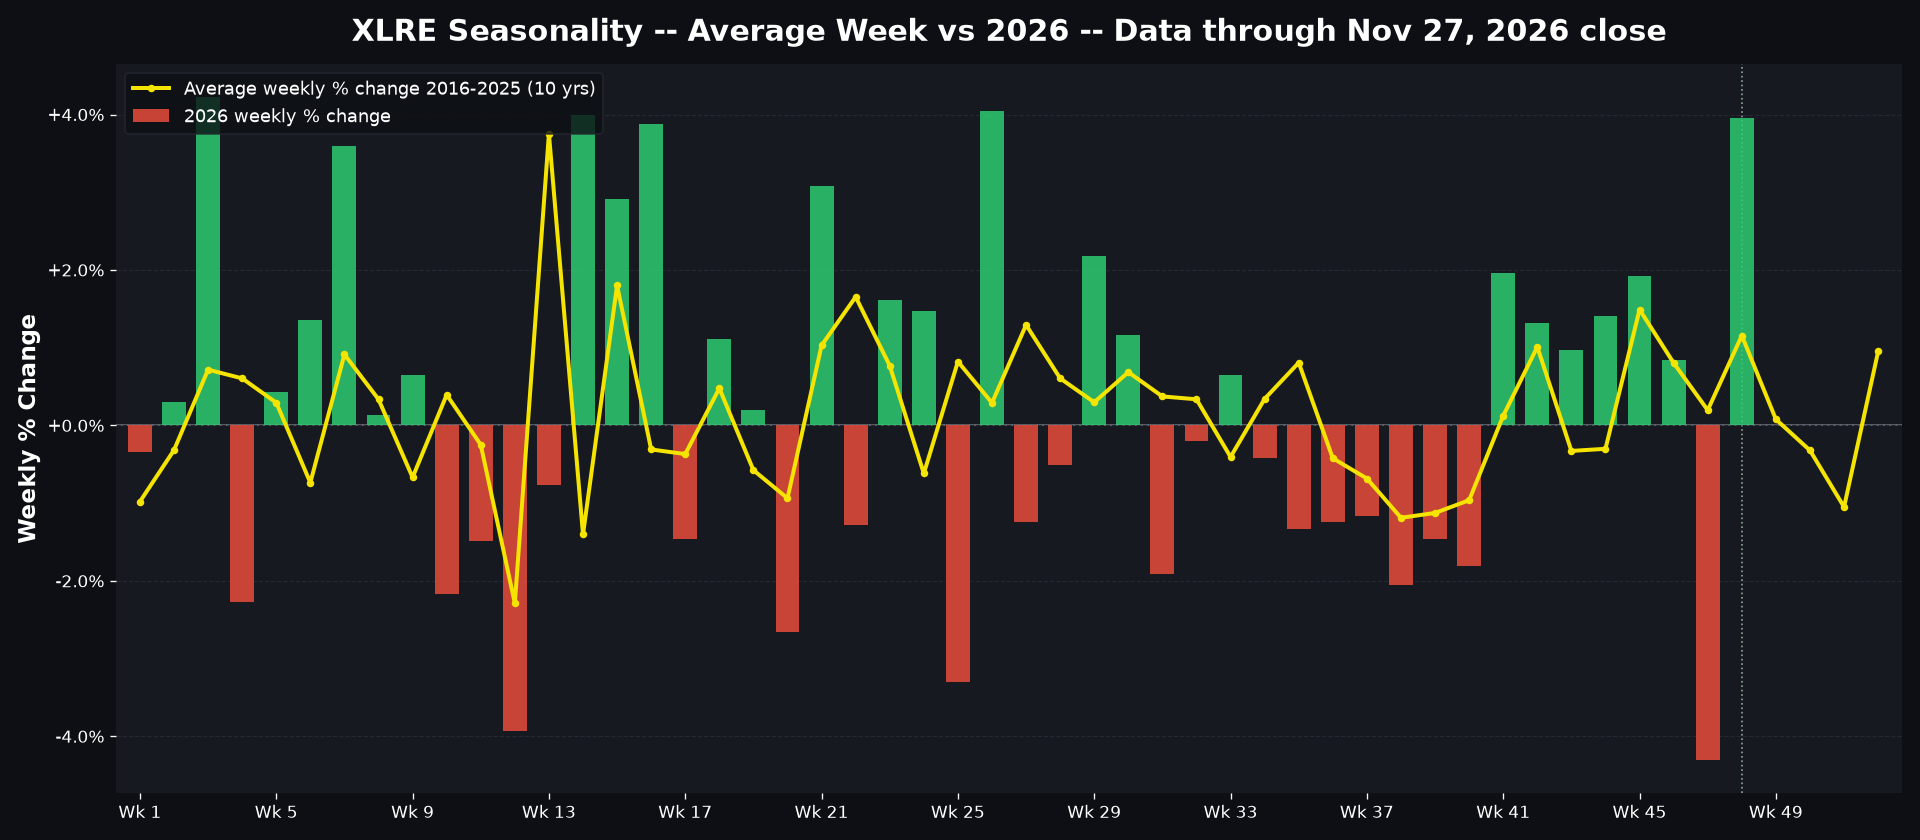 XLRE Seasonality -- Average Week vs 2026 -- Data through Nov 27, 2026 close
Average weekly % change 2016-2025 (10 yrs)
2026 weekly % change
Weekly % Change
+4.0%
+2.0%
+0.0%
-2.0%
-4.0%
Wk 1 Wk 5 Wk 9 Wk 13 Wk 17 Wk 21 Wk 25 Wk 29 Wk 33 Wk 37 Wk 41 Wk 45 Wk 49